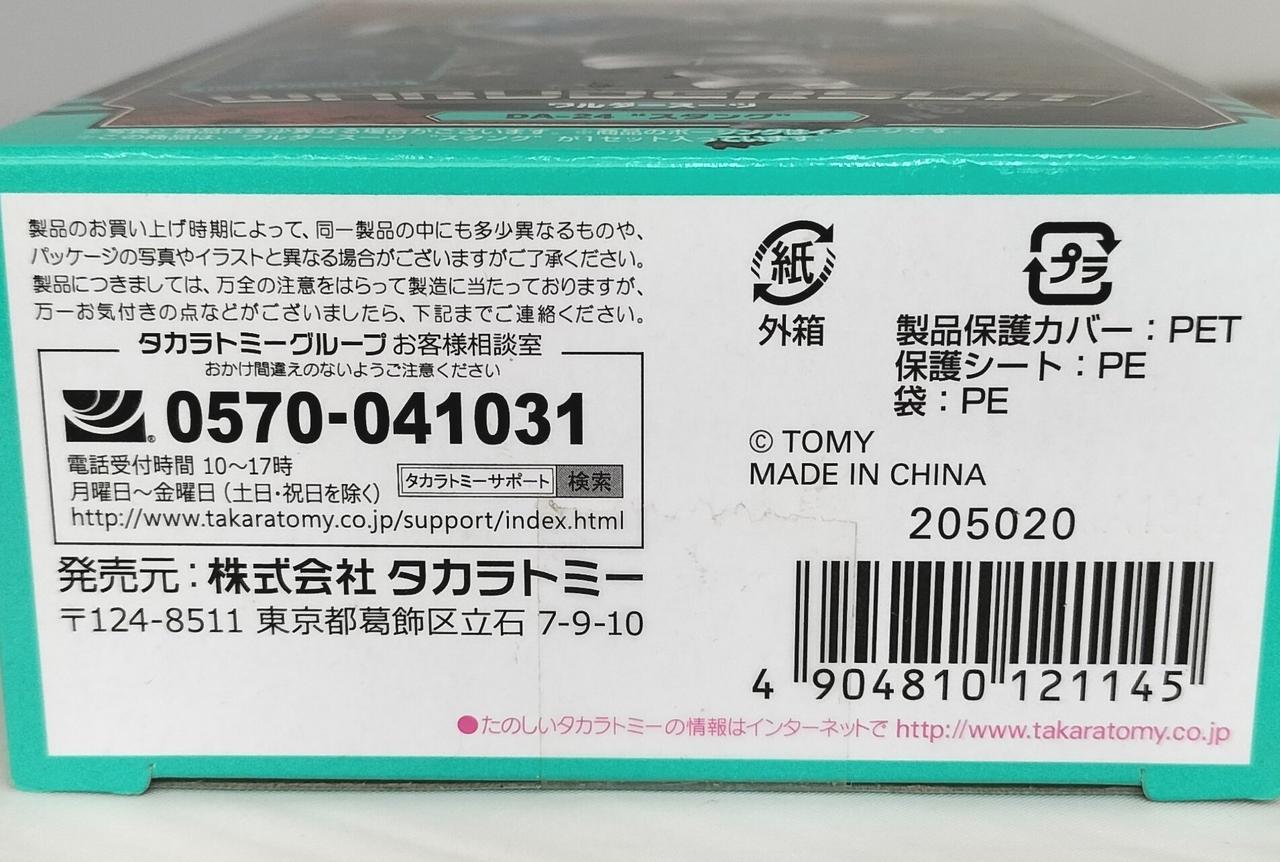 ウルダースーツ
DA-24 "スタング"
製品のお買い上げ時期によって、同一製品の中にも多少異なるものや、
パッケージの写真やイラストと異なる場合がございますがご了承ください。
製品につきましては、万全の注意をはらって製造に当たっておりますが、
万一お気付きの点などがございましたら、下記までご連絡ください。
タカラトミーグループ お客様相談室
おかけ間違えのないようご注意ください
0570-041031
電話受付時間 10〜17時
月曜日〜金曜日（土日・祝日を除く）
タカラトミーサポート 検索
http://www.takaratomy.co.jp/support/index.html
発売元：株式会社 タカラトミー
〒124-8511 東京都葛飾区立石 7-9-10
紙
外箱
プラ
製品保護カバー：PET
保護シート：PE
袋：PE
© TOMY
MADE IN CHINA
205020
4 904810 121145
●たのしいタカラトミーの情報はインターネットで http://www.takaratomy.co.jp